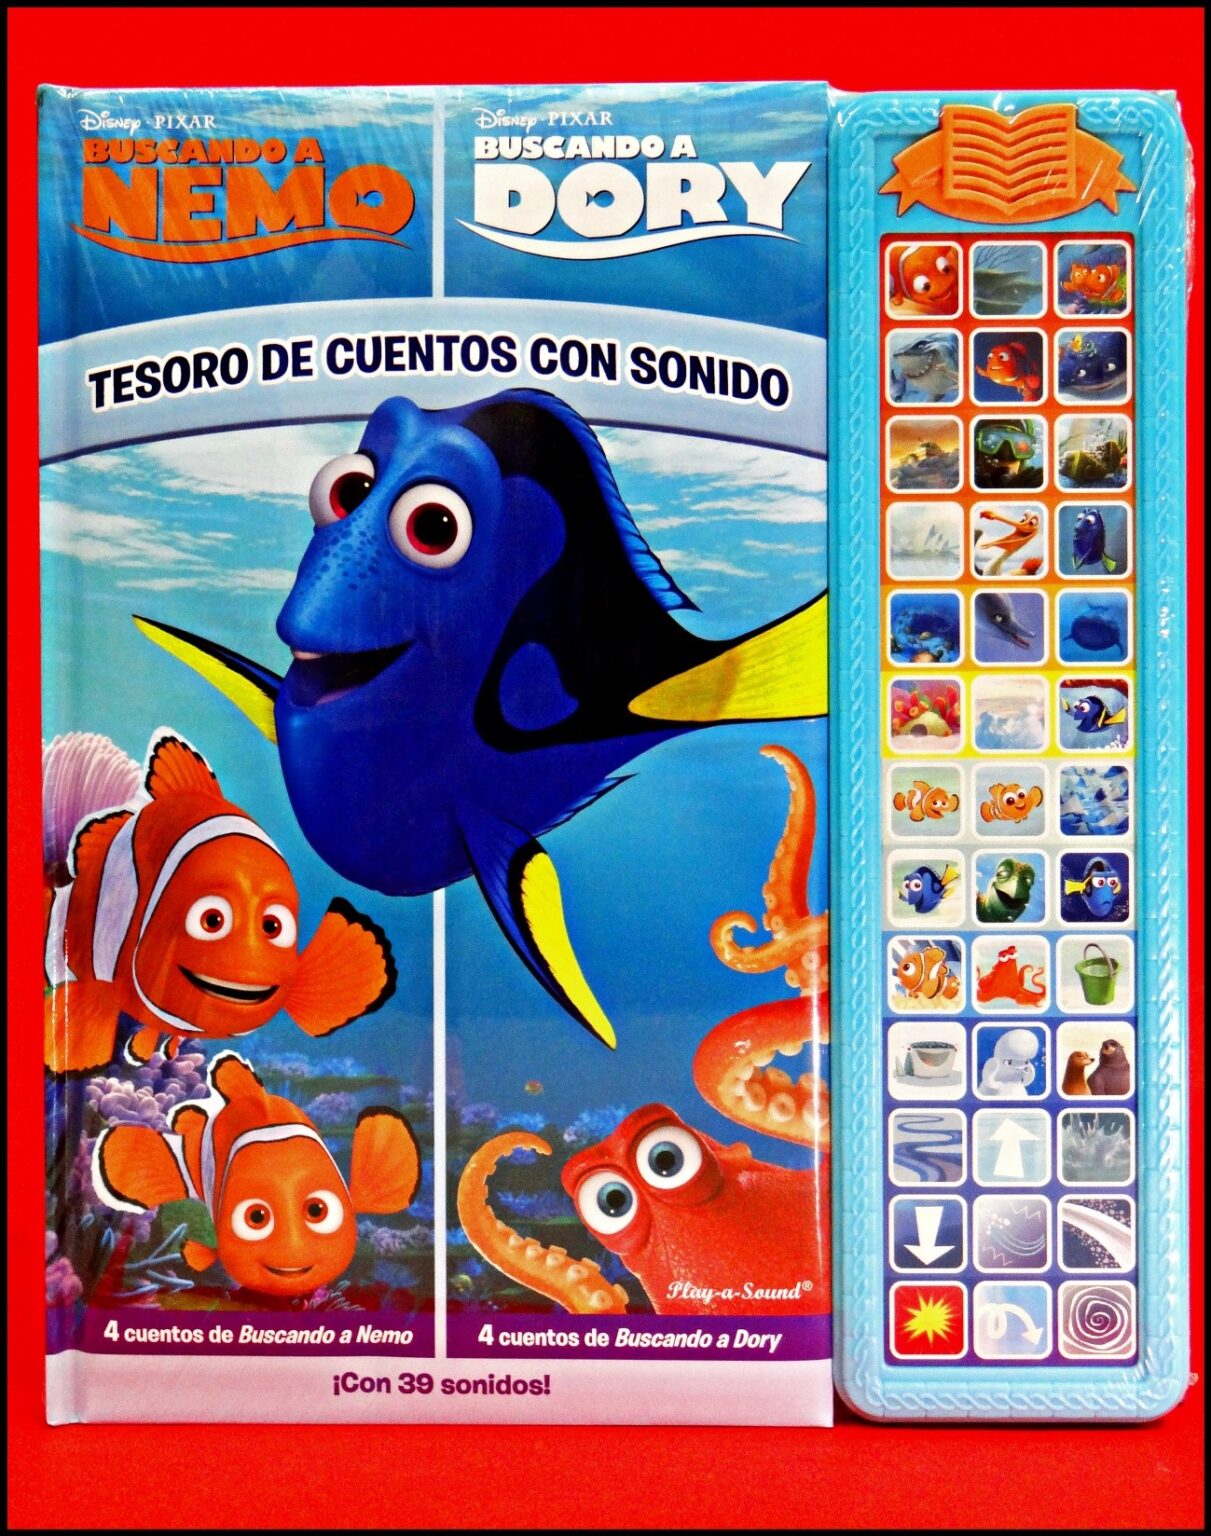 Disney · PIXAR
BUSCANDO A
NEMO
Disney · PIXAR
BUSCANDO A
DORY
TESORO DE CUENTOS CON SONIDO
Play-a-Sound®
4 cuentos de Buscando a Nemo
4 cuentos de Buscando a Dory
¡Con 39 sonidos!